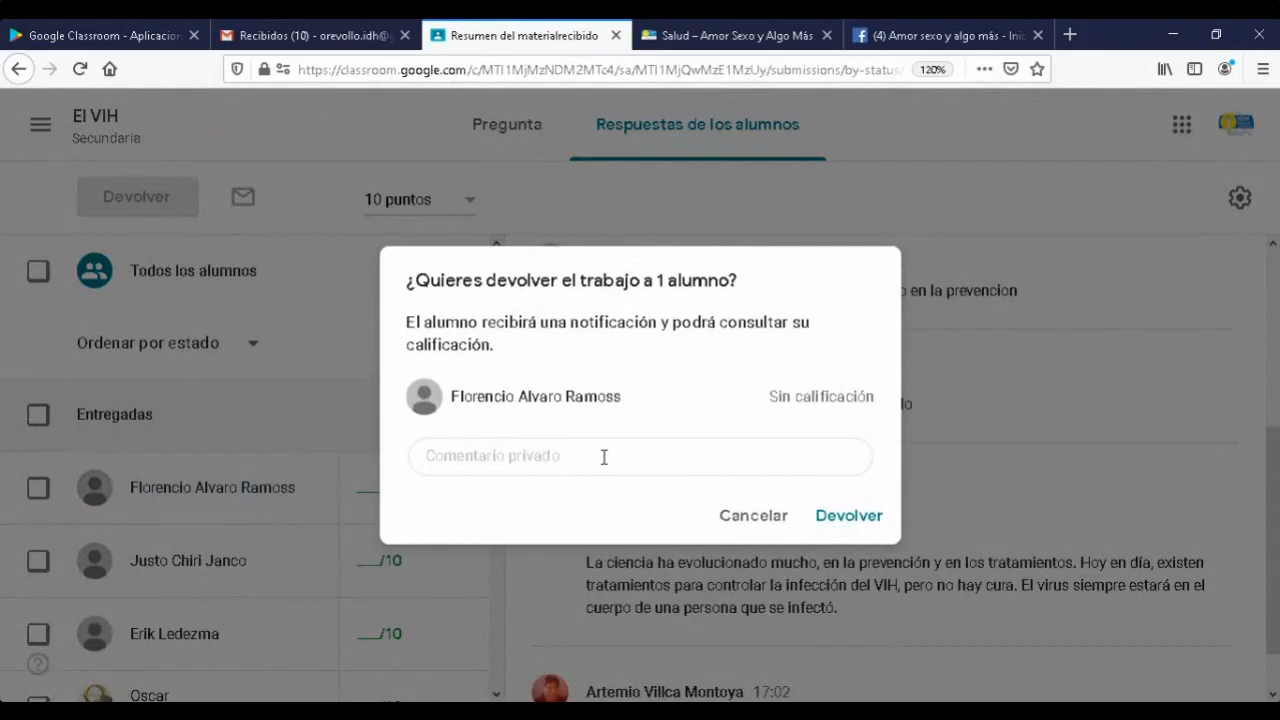 Google Classroom - Aplicacion
Recibidos (10) - orevollo.idh@g
Resumen del materialrecibido
Salud – Amor Sexo y Algo Más
(4) Amor sexo y algo más - Inic
https://classroom.google.com/c/MTI1MjMzNDM2MTc4/sa/MTI1MjQwMzE1MzUy/submissions/by-status/
120%
El VIH
Secundaria
Pregunta
Respuestas de los alumnos
Devolver
10 puntos
Todos los alumnos
Ordenar por estado
Entregadas
Florencio Alvaro Ramoss
Justo Chiri Janco
__/10
Erik Ledezma
__/10
Oscar
¿Quieres devolver el trabajo a 1 alumno?
El alumno recibirá una notificación y podrá consultar su
calificación.
Florencio Alvaro Ramoss
Sin calificación
Comentario privado
Cancelar
Devolver
en la prevencion
La ciencia ha evolucionado mucho, en la prevención y en los tratamientos. Hoy en día, existen
tratamientos para controlar la infección del VIH, pero no hay cura. El virus siempre estará en el
cuerpo de una persona que se infectó.
Artemio Villca Montoya 17:02